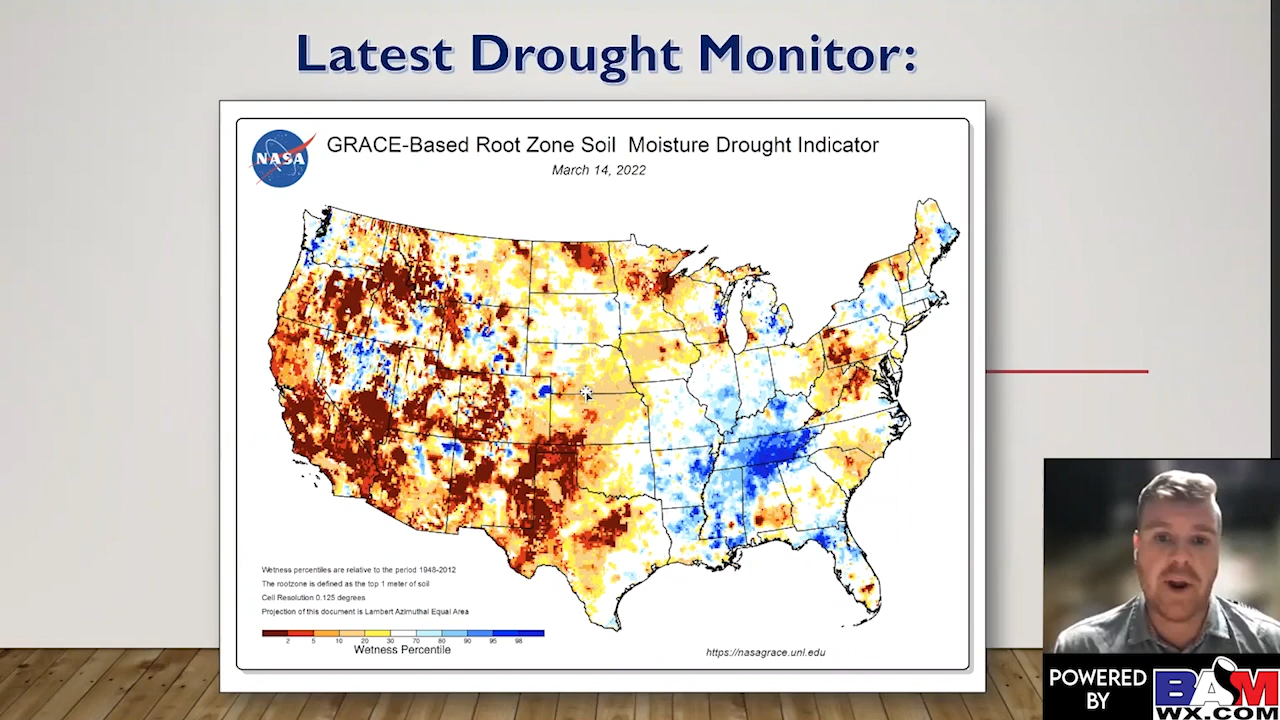 Latest Drought Monitor:
NASA
GRACE-Based Root Zone Soil Moisture Drought Indicator
March 14, 2022
Wetness percentiles are relative to the period 1948-2012
The rootzone is defined as the top 1 meter of soil
Cell Resolution 0.125 degrees
Projection of this document is Lambert Azimuthal Equal Area
2 5 10 20 30 70 80 90 95 98
Wetness Percentile
https://nasagrace.unl.edu
POWERED
BY
BAM
WX.COM